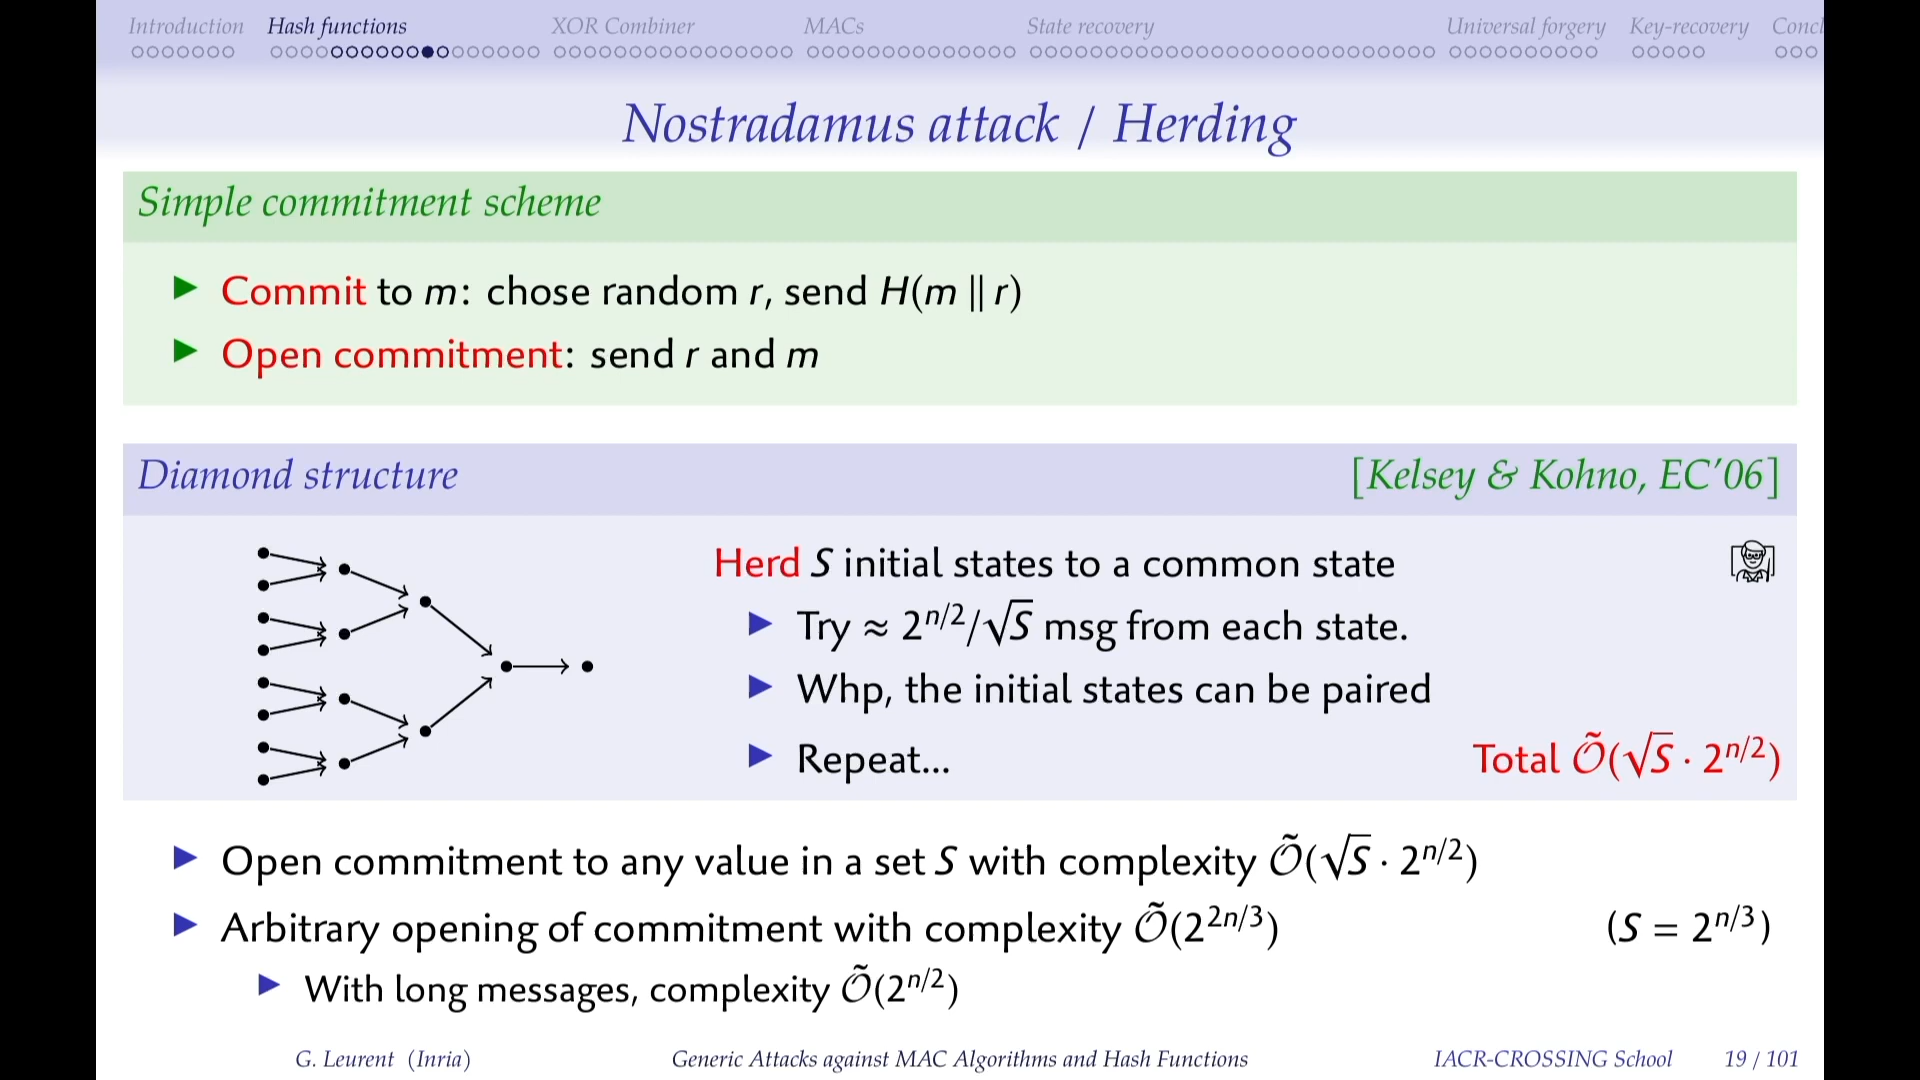 Introduction Hash functions XOR Combiner MACs State recovery Universal forgery Key-recovery Concl
Nostradamus attack / Herding
Simple commitment scheme
▶ Commit to m: chose random r, send H(m ∥ r)
▶ Open commitment: send r and m
Diamond structure [Kelsey & Kohno, EC’06]
Herd S initial states to a common state
▶ Try ≈ 2^{n/2}/√S msg from each state.
▶ Whp, the initial states can be paired
▶ Repeat... Total Õ(√S · 2^{n/2})
▶ Open commitment to any value in a set S with complexity Õ(√S · 2^{n/2})
▶ Arbitrary opening of commitment with complexity Õ(2^{2n/3}) (S = 2^{n/3})
▶ With long messages, complexity Õ(2^{n/2})
G. Leurent (Inria) Generic Attacks against MAC Algorithms and Hash Functions IACR-CROSSING School 19 / 101